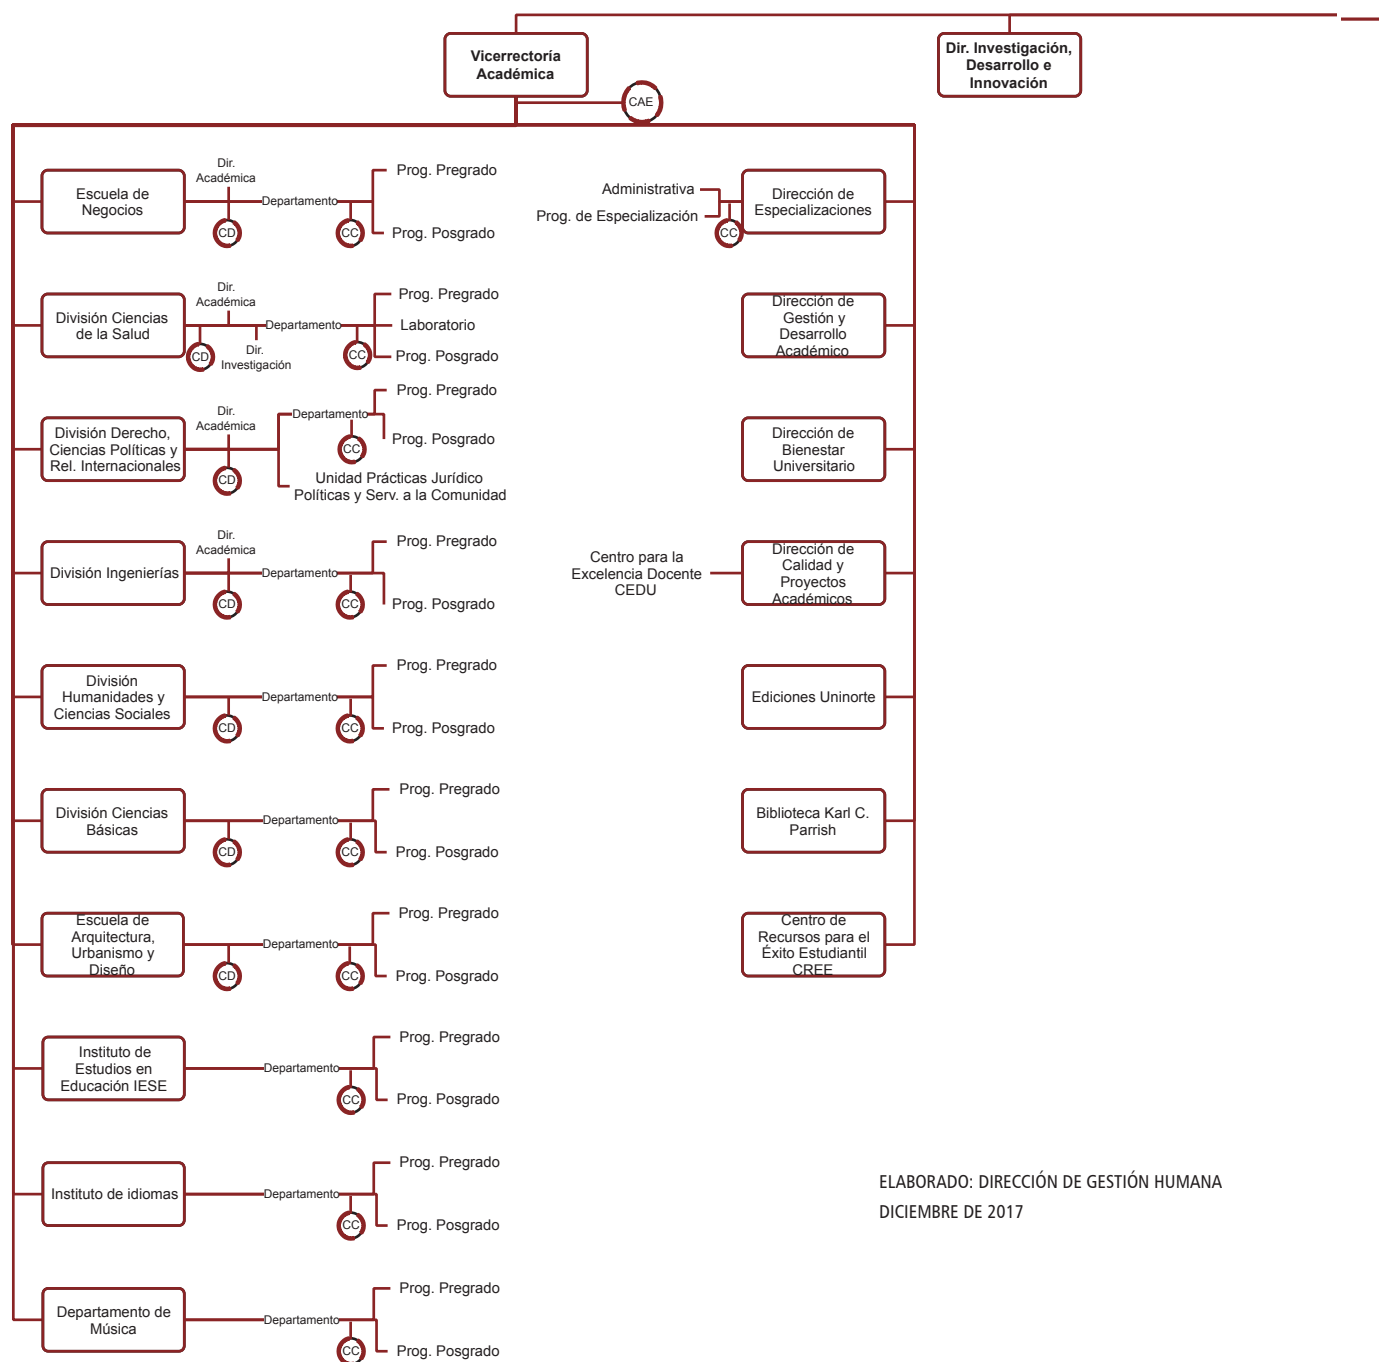 Vicerrectoría
Académica
Dir. Investigación,
Desarrollo e
Innovación
CAE
Escuela de
Negocios
Dir.
Académica
CD
Departamento
CC
Prog. Pregrado
Prog. Posgrado
División Ciencias
de la Salud
Dir.
Académica
CD
Dir.
Investigación
Departamento
CC
Prog. Pregrado
Laboratorio
Prog. Posgrado
División Derecho,
Ciencias Políticas y
Rel. Internacionales
Dir.
Académica
CD
Departamento
CC
Prog. Pregrado
Prog. Posgrado
Unidad Prácticas Jurídico
Políticas y Serv. a la Comunidad
División Ingenierías
Dir.
Académica
CD
Departamento
CC
Prog. Pregrado
Prog. Posgrado
División
Humanidades y
Ciencias Sociales
CD
Departamento
CC
Prog. Pregrado
Prog. Posgrado
División Ciencias
Básicas
CD
Departamento
CC
Prog. Pregrado
Prog. Posgrado
Escuela de
Arquitectura,
Urbanismo y
Diseño
CD
Departamento
CC
Prog. Pregrado
Prog. Posgrado
Instituto de
Estudios en
Educación IESE
Departamento
CC
Prog. Pregrado
Prog. Posgrado
Instituto de idiomas
Departamento
CC
Prog. Pregrado
Prog. Posgrado
Departamento de
Música
Departamento
CC
Prog. Pregrado
Prog. Posgrado
Administrativa
Prog. de Especialización
CC
Dirección de
Especializaciones
Dirección de
Gestión y
Desarrollo
Académico
Dirección de
Bienestar
Universitario
Centro para la
Excelencia Docente
CEDU
Dirección de
Calidad y
Proyectos
Académicos
Ediciones Uninorte
Biblioteca Karl C.
Parrish
Centro de
Recursos para el
Éxito Estudiantil
CREE
ELABORADO: DIRECCIÓN DE GESTIÓN HUMANA
DICIEMBRE DE 2017